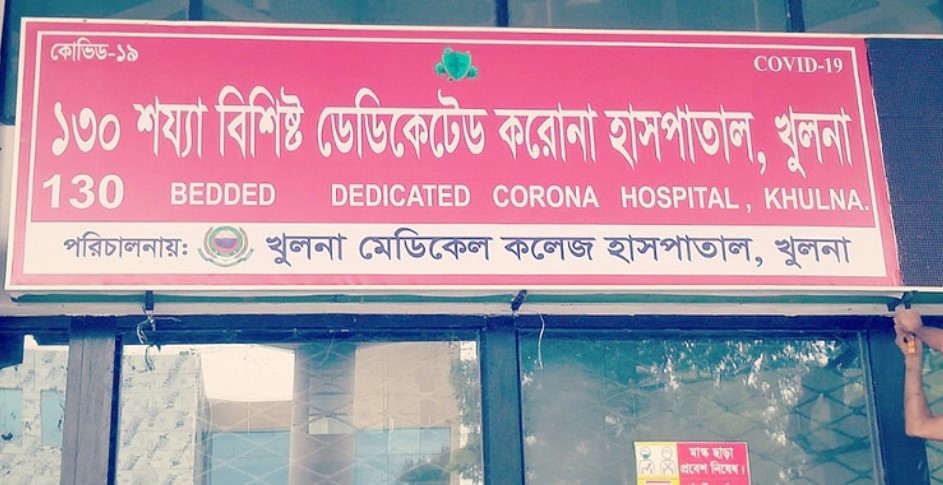 কোভিড-১৯
COVID-19
১৩০ শয্যা বিশিষ্ট ডেডিকেটেড করোনা হাসপাতাল, খুলনা
130 BEDDED DEDICATED CORONA HOSPITAL, KHULNA.
পরিচালনায়: খুলনা মেডিকেল কলেজ হাসপাতাল, খুলনা
মাস্ক ছাড়া
প্রবেশ নিষেধ।